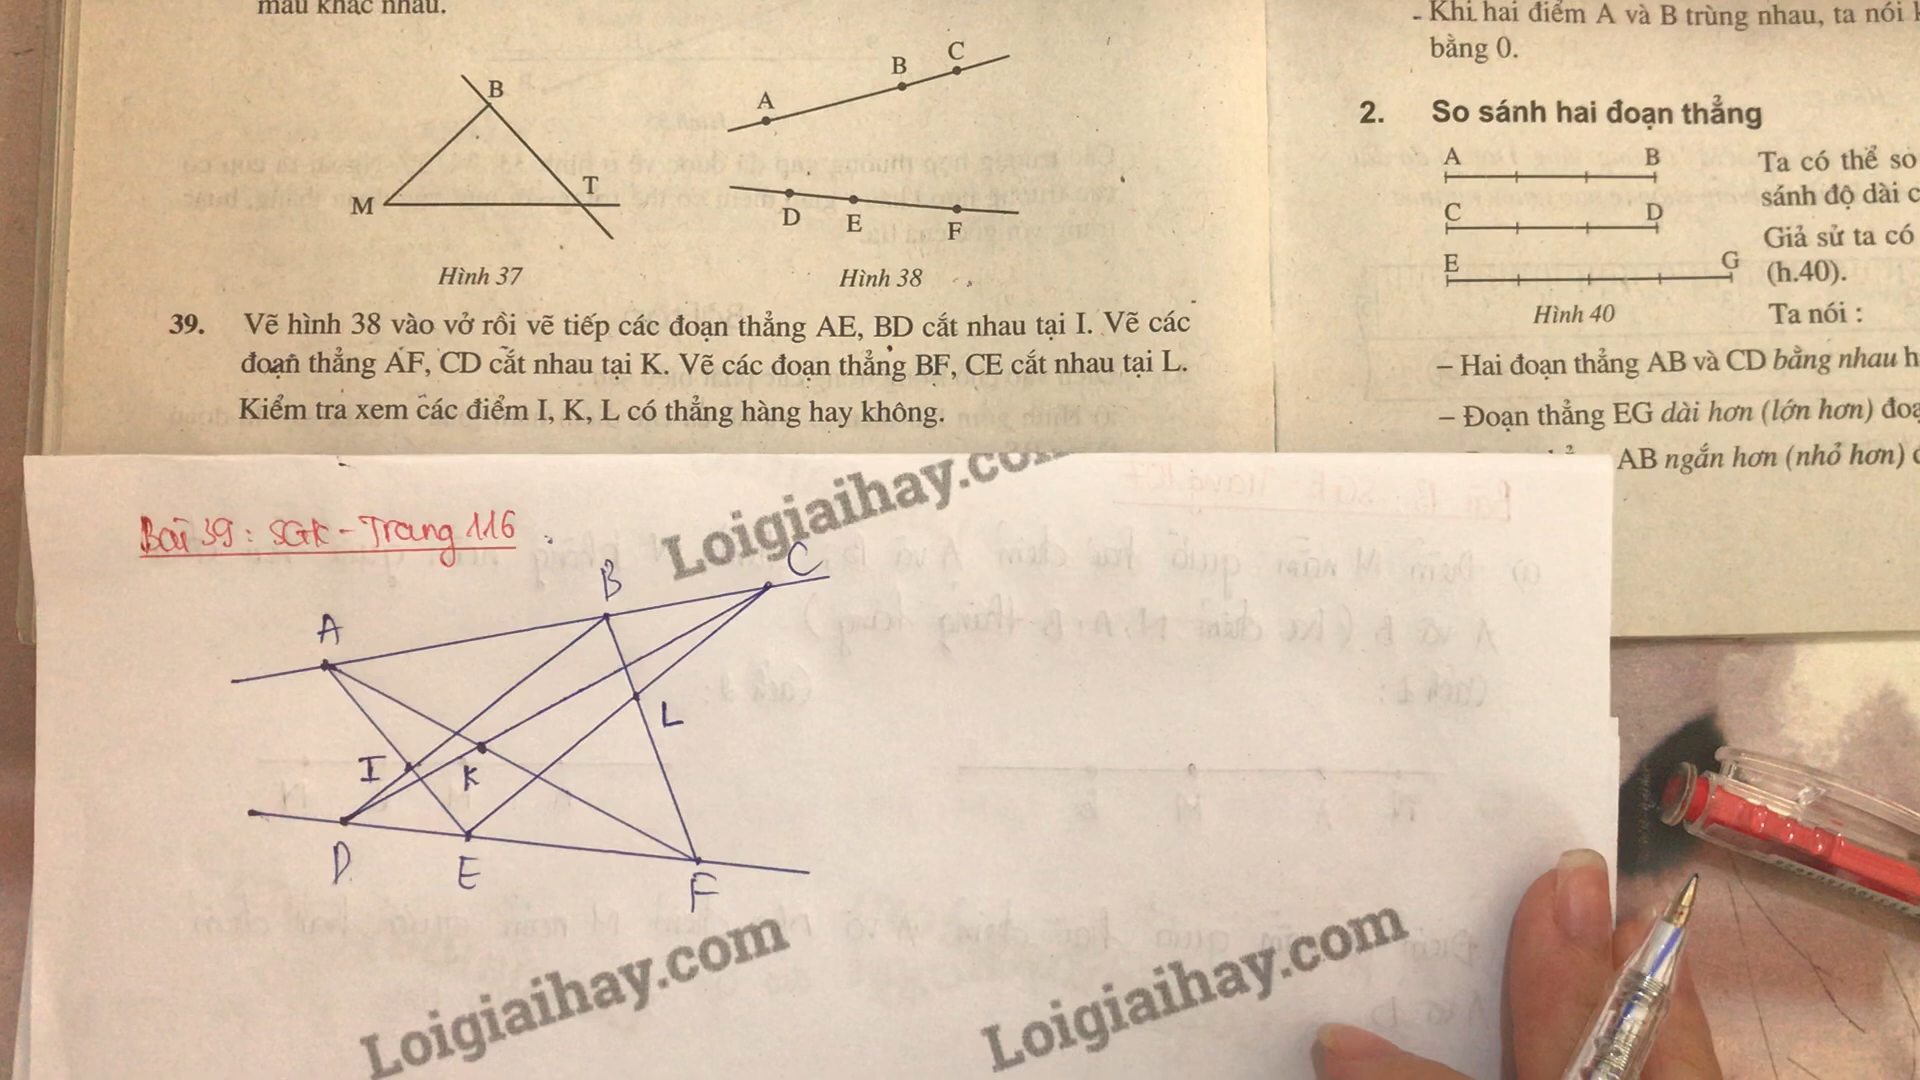 màu khác nhau.
B
M
T
Hình 37
A
B
C
D
E
F
Hình 38
39. Vẽ hình 38 vào vở rồi vẽ tiếp các đoạn thẳng AE, BD cắt nhau tại I. Vẽ các
đoạn thẳng AF, CD cắt nhau tại K. Vẽ các đoạn thẳng BF, CE cắt nhau tại L.
Kiểm tra xem các điểm I, K, L có thẳng hàng hay không.
- Khi hai điểm A và B trùng nhau, ta nói
bằng 0.
2. So sánh hai đoạn thẳng
A B
C D
E G
Hình 40
Ta có thể so
sánh độ dài c
Giả sử ta có
(h.40).
Ta nói :
– Hai đoạn thẳng AB và CD bằng nhau h
– Đoạn thẳng EG dài hơn (lớn hơn) đoạ
AB ngắn hơn (nhỏ hơn)
Bài 39: SGK - Trang 116
Loigiaihay.com
A
B
C
I
K
L
D
E
F
Loigiaihay.com
Loigiaihay.com